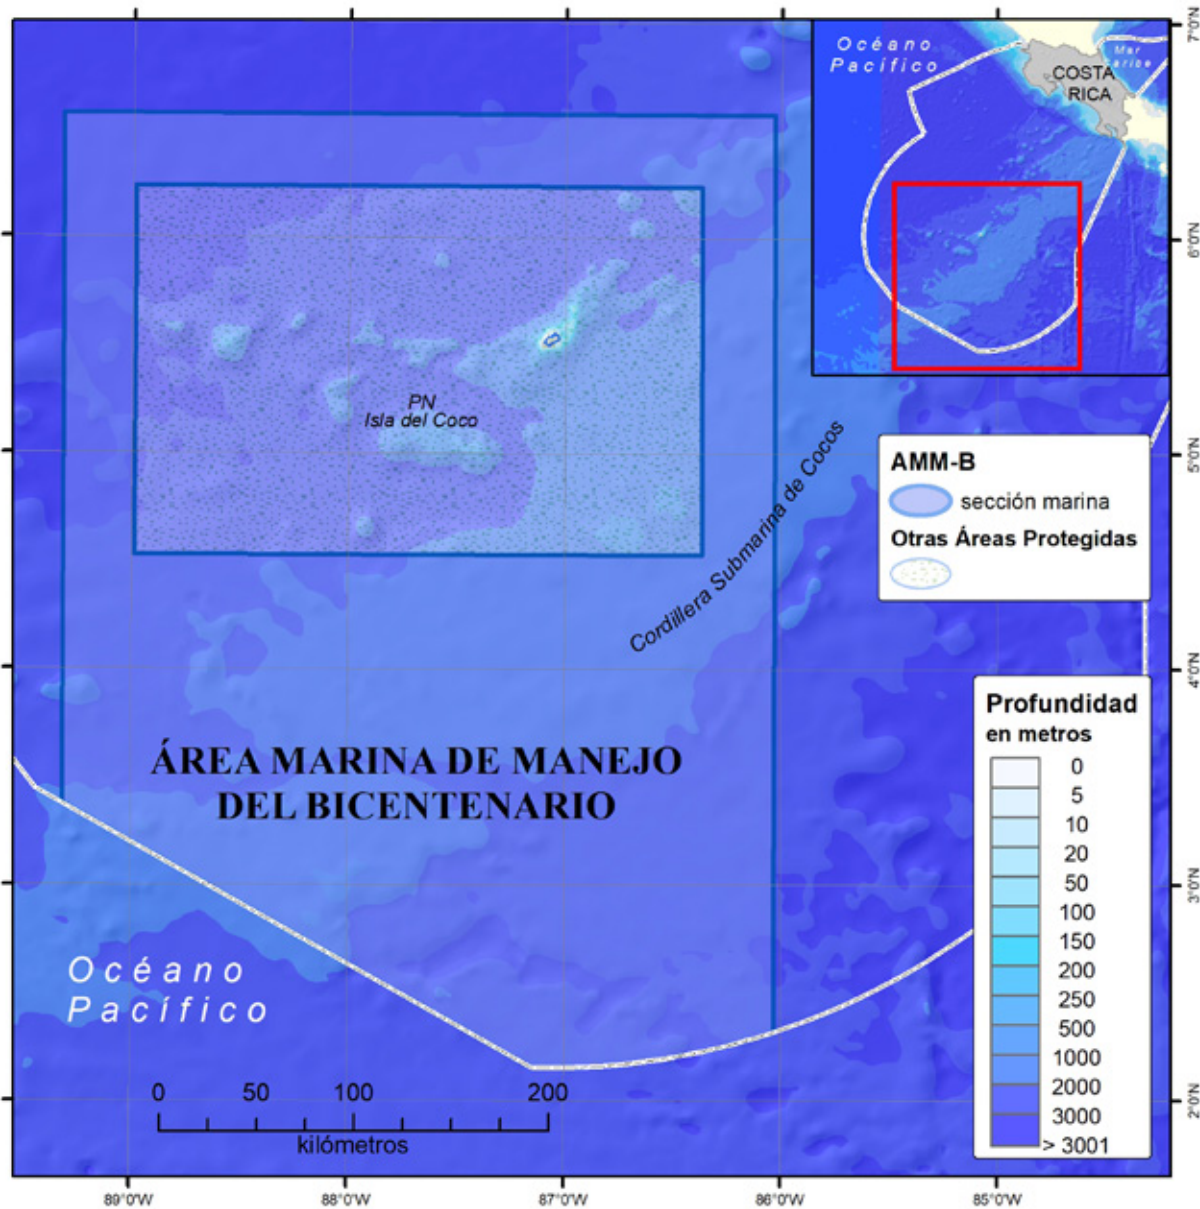 Océano
Pacífico
Mar
aribe
COSTA
RICA
7°0'N
6°0'N
5°0'N
4°0'N
3°0'N
2°0'N
PN
Isla del Coco
Cordillera Submarina de Cocos
AMM-B
sección marina
Otras Áreas Protegidas
ÁREA MARINA DE MANEJO
DEL BICENTENARIO
Profundidad
en metros
0
5
10
20
50
100
150
200
250
500
1000
2000
3000
> 3001
Océano
Pacífico
0 50 100 200
kilómetros
89°0'W 88°0'W 87°0'W 86°0'W 85°0'W